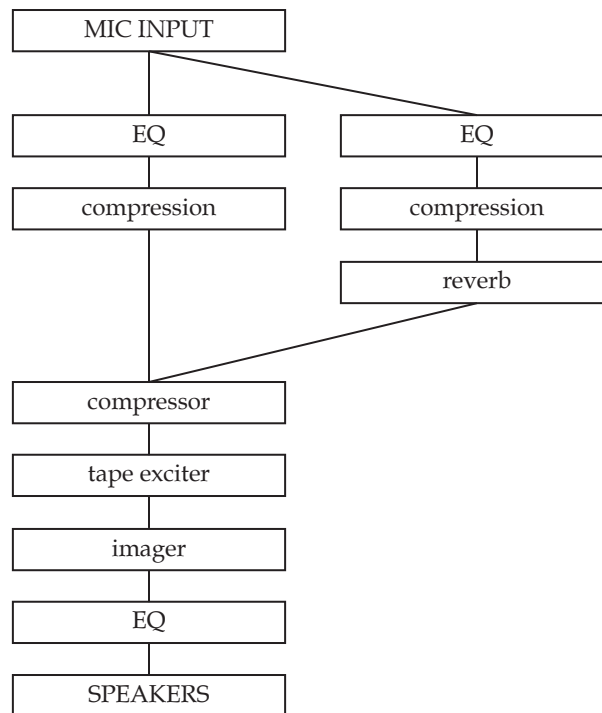 MIC INPUT
EQ
EQ
compression
compression
reverb
compressor
tape exciter
imager
EQ
SPEAKERS